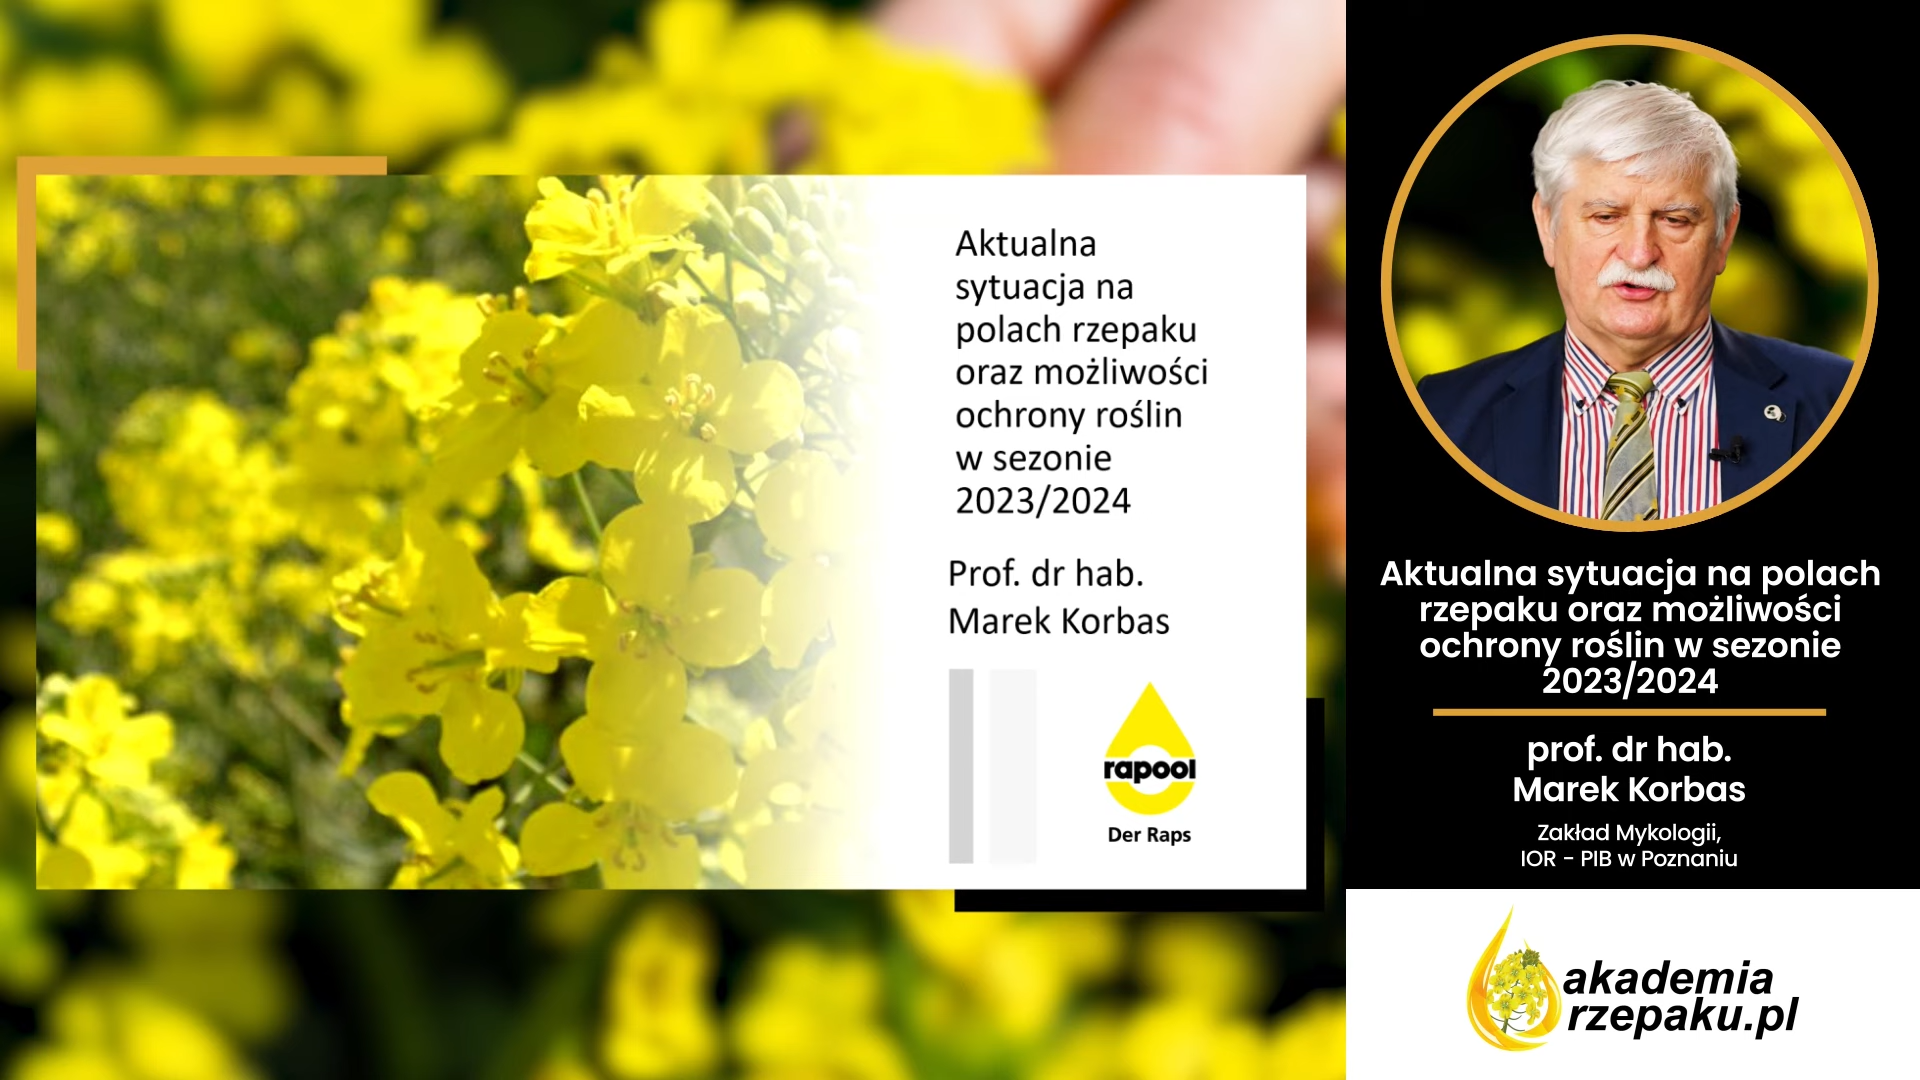 Aktualna
sytuacja na
polach rzepaku
oraz możliwości
ochrony roślin
w sezonie
2023/2024
Prof. dr hab.
Marek Korbas
rapool
Der Raps
Aktualna sytuacja na polach
rzepaku oraz możliwości
ochrony roślin w sezonie
2023/2024
prof. dr hab.
Marek Korbas
Zakład Mykologii,
IOR - PIB w Poznaniu
akademia
rzepaku.pl